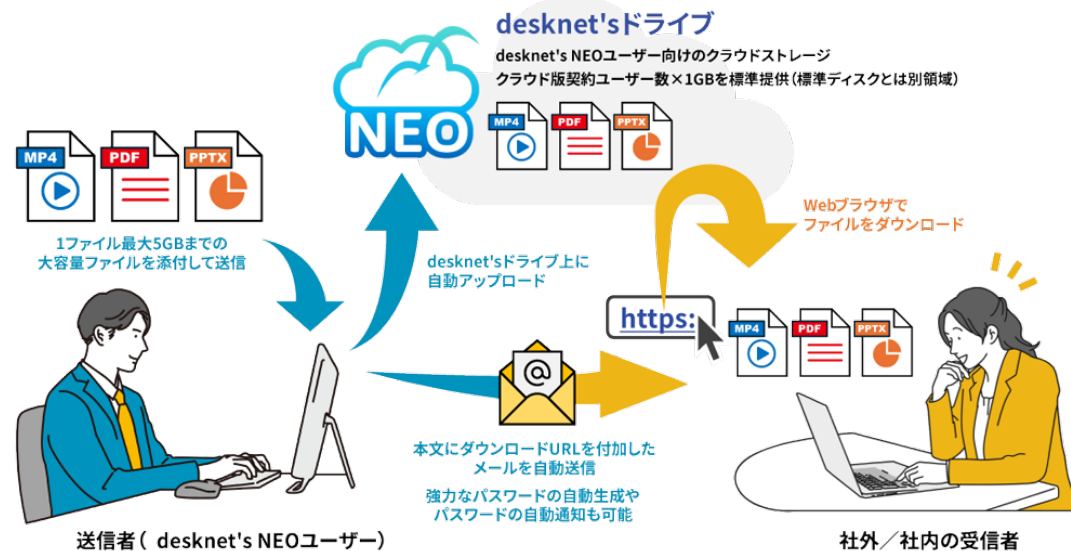 desknet'sドライブ
desknet's NEOユーザー向けのクラウドストレージ
クラウド版契約ユーザー数×1GBを標準提供（標準ディスクとは別領域）
NEO
MP4
PDF
PPTX
MP4
PDF
PPTX
1ファイル最大5GBまでの
大容量ファイルを添付して送信
desknet'sドライブ上に
自動アップロード
Webブラウザで
ファイルをダウンロード
https:
MP4
PDF
PPTX
@
本文にダウンロードURLを付加した
メールを自動送信
強力なパスワードの自動生成や
パスワードの自動通知も可能
送信者（ desknet's NEOユーザー）
社外／社内の受信者